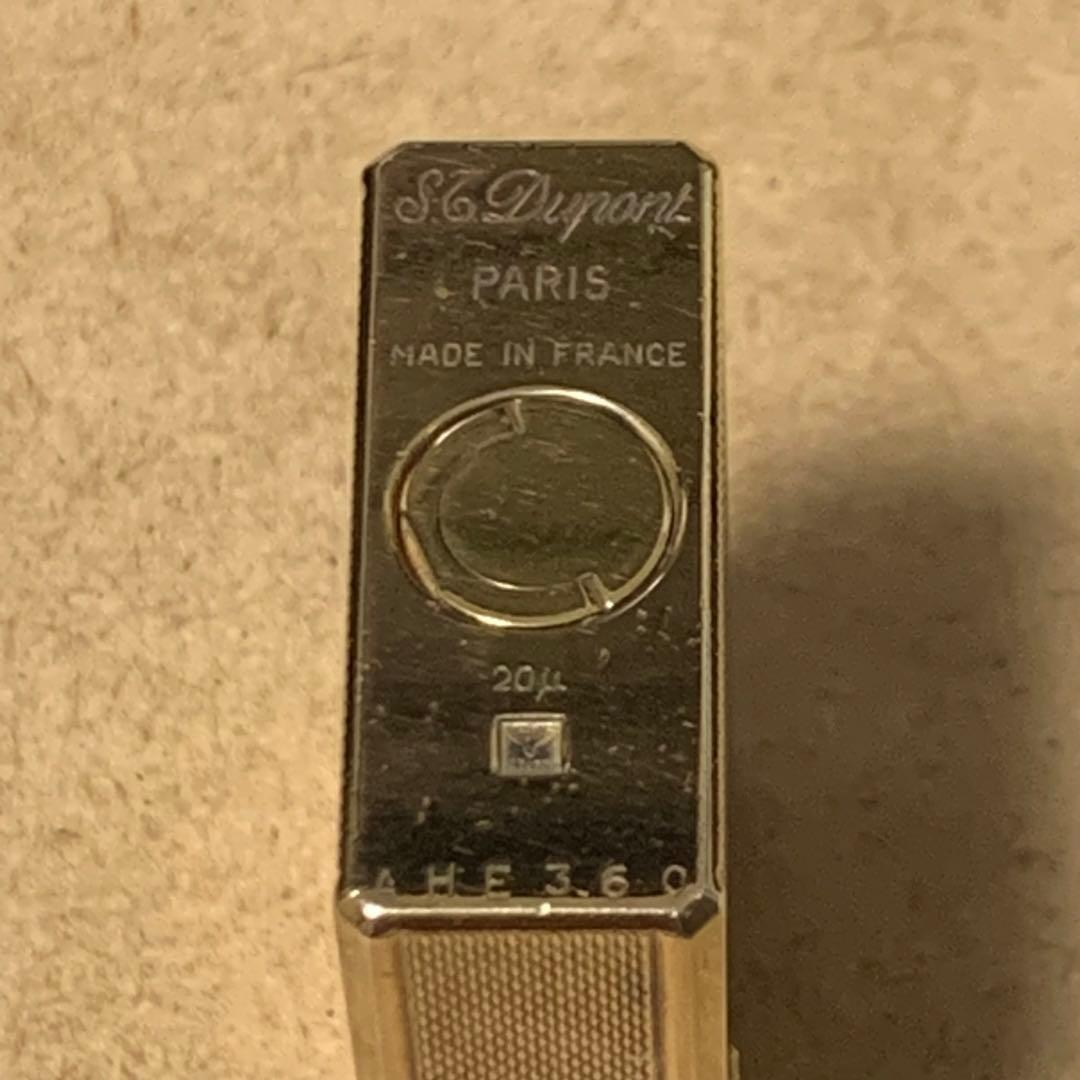 S.T. Dupont
PARIS
MADE IN FRANCE
20µ
AHE360